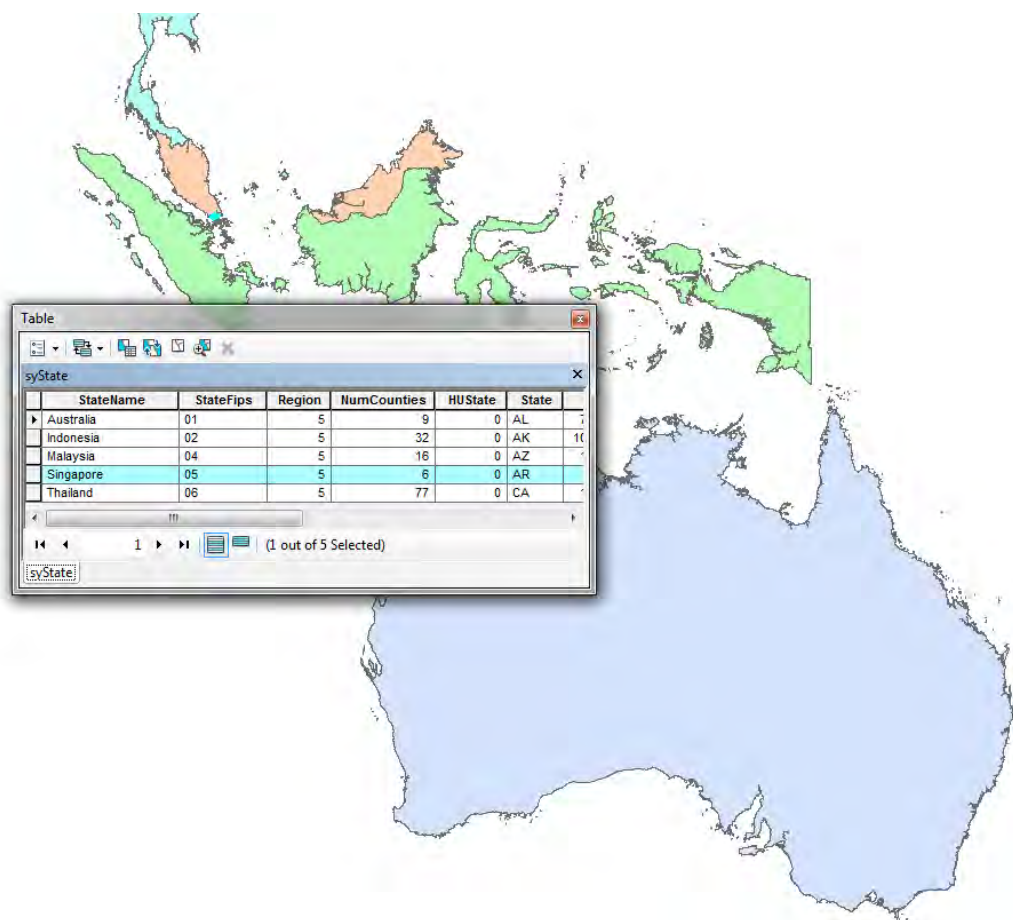 Table
syState
StateName StateFips Region NumCounties HUState State
Australia 01 5 9 0 AL
Indonesia 02 5 32 0 AK
Malaysia 04 5 16 0 AZ
Singapore 05 5 6 0 AR
Thailand 06 5 77 0 CA
1 (1 out of 5 Selected)
syState